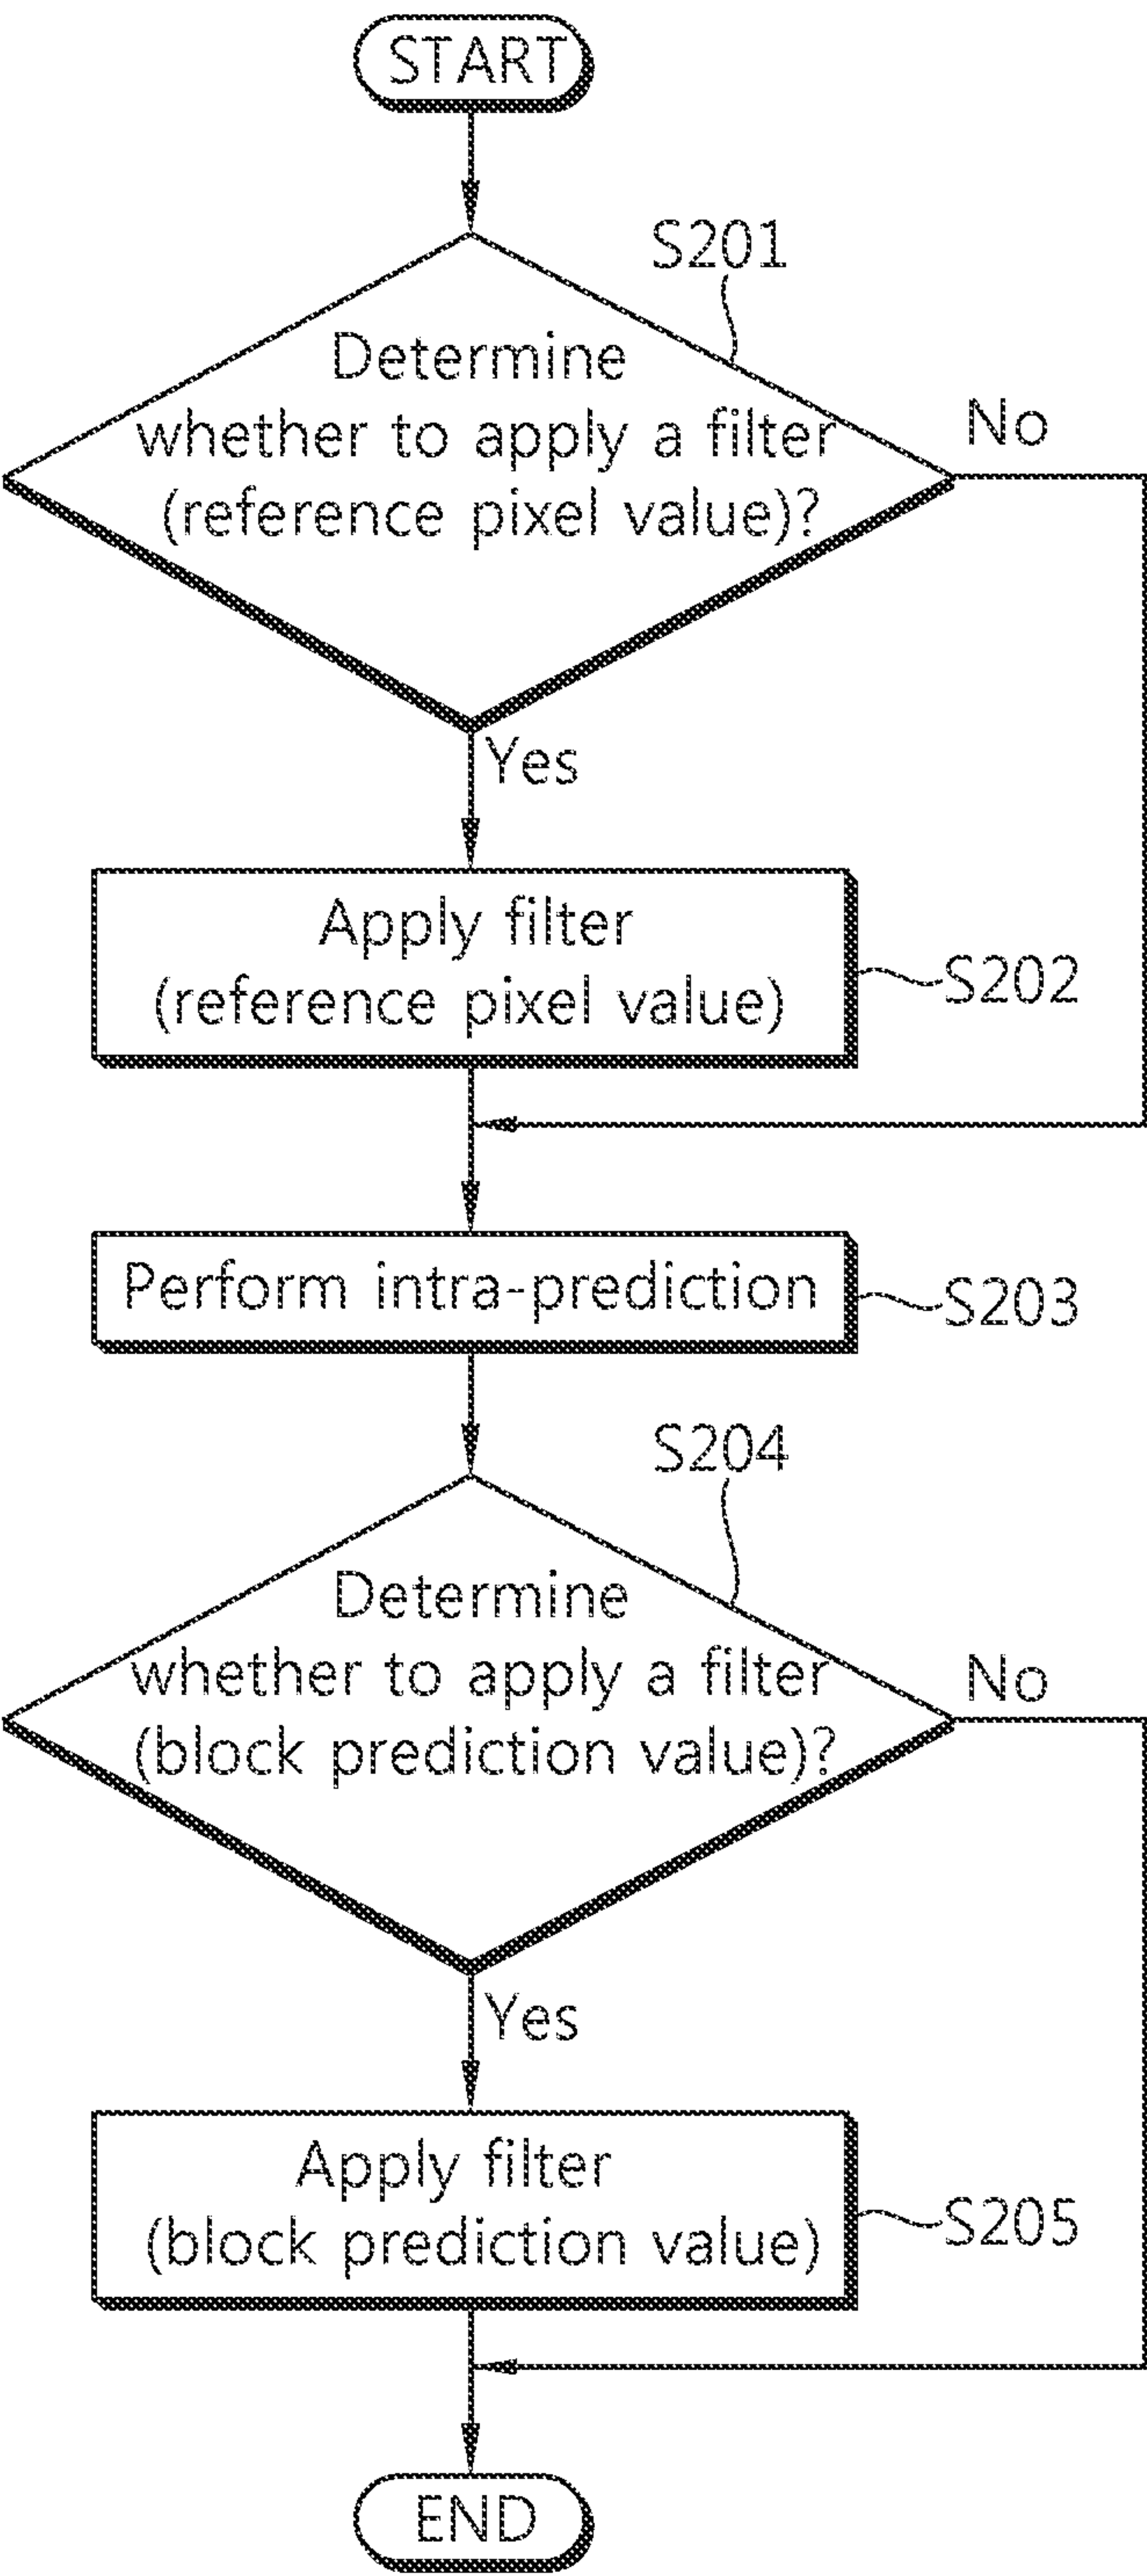 START
S201
Determine
whether to apply a filter
(reference pixel value)?
No
Yes
Apply filter
(reference pixel value)
S202
Perform intra-prediction
S203
S204
Determine
whether to apply a filter
(block prediction value)?
No
Yes
Apply filter
(block prediction value)
S205
END